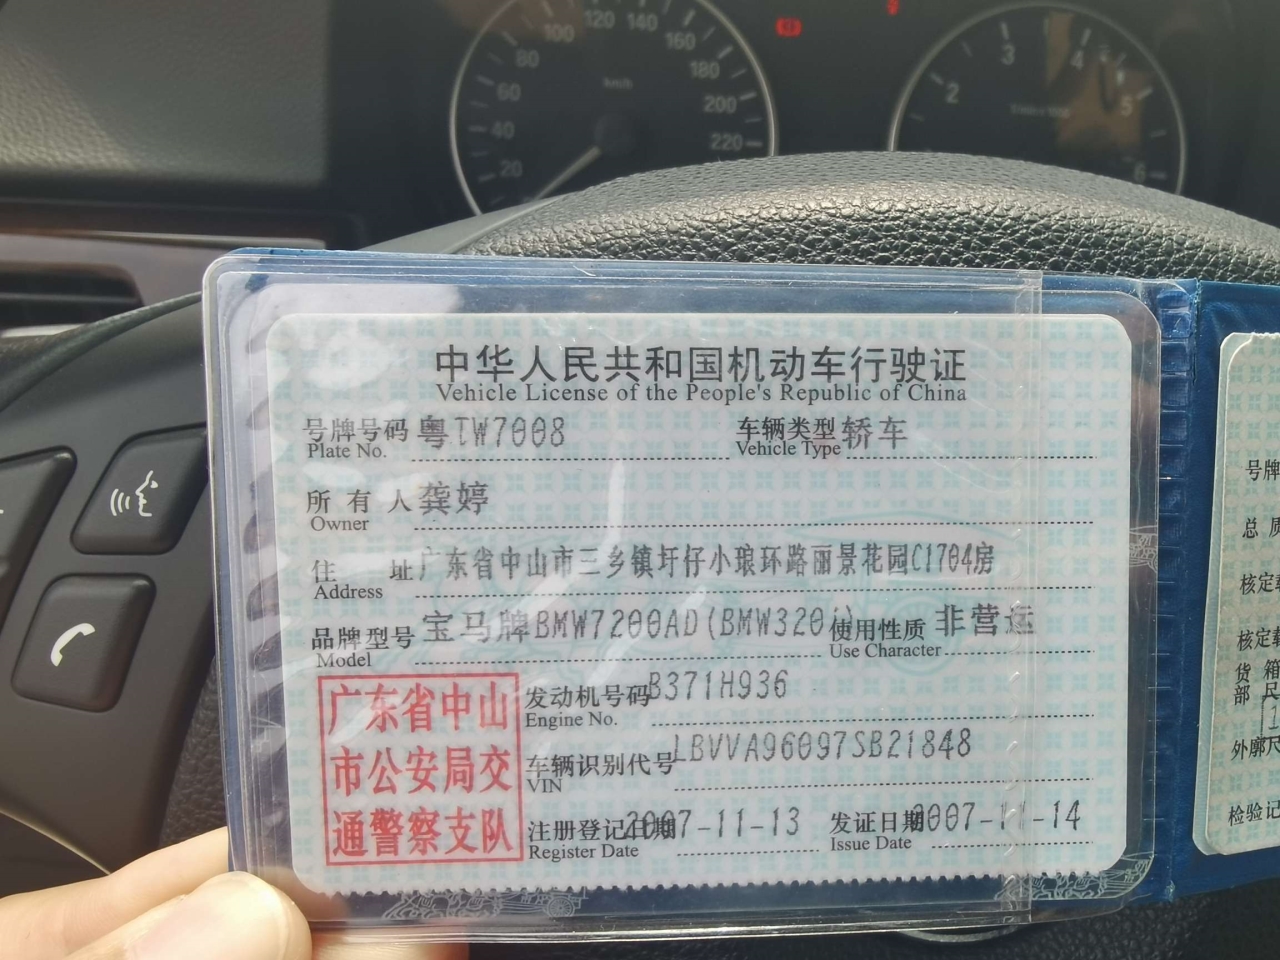 120
100 140
80 160
60 km/h 180
40 200
20 220
2 3 4 5 6
中华人民共和国机动车行驶证
Vehicle License of the People's Republic of China
号牌号码 粤TW7008 车辆类型 轿车
Plate No. Vehicle Type
所有人 龚婷
Owner
住址 广东省中山市三乡镇圩仔小琅环路丽景花园C1704房
Address
品牌型号 宝马牌BMW7200AD(BMW320i) 使用性质 非营运
Model Use Character
广东省中山
市公安局交
通警察支队
发动机号码 B371H936
Engine No.
车辆识别代号 LBVVA96097SB21848
VIN
注册登记日期 2007-11-13 发证日期 2007-11-14
Register Date Issue Date
号牌
总质
核定载
核定载
货箱
部尺
外廓尺
检验记